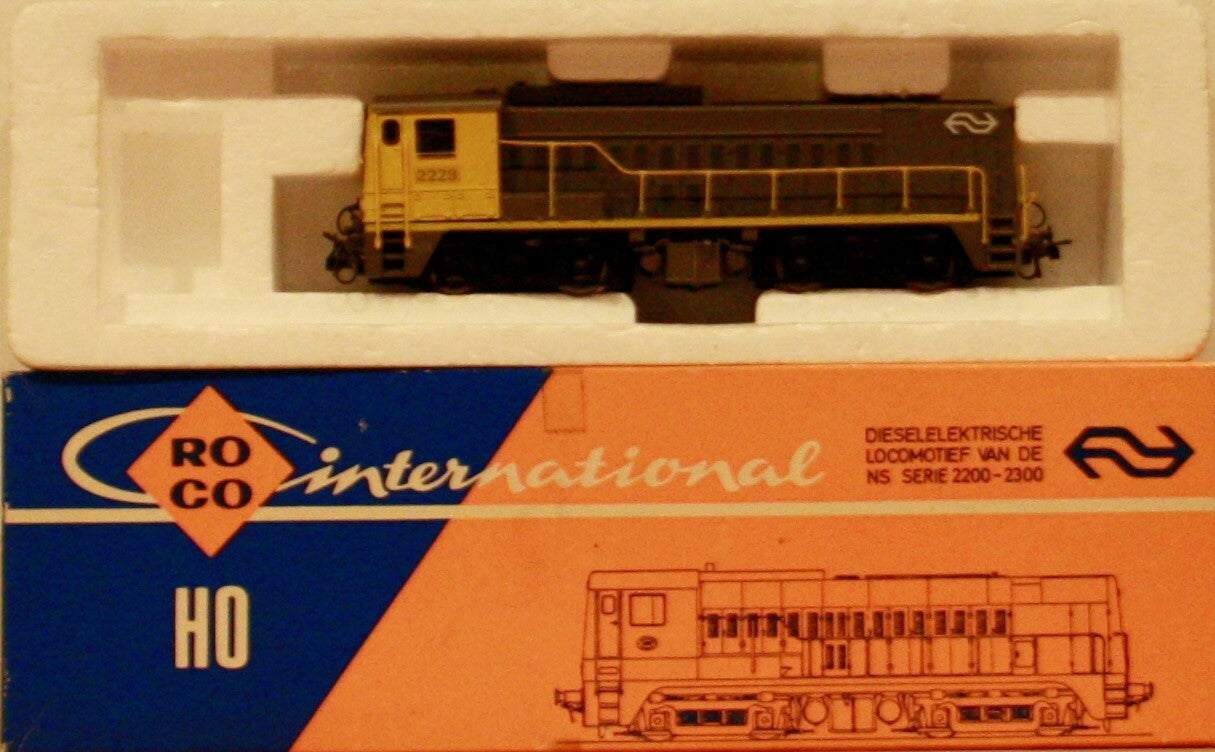 2229
RO
CO
international
DIESELELEKTRISCHE
LOCOMOTIEF VAN DE
NS SERIE 2200-2300
HO